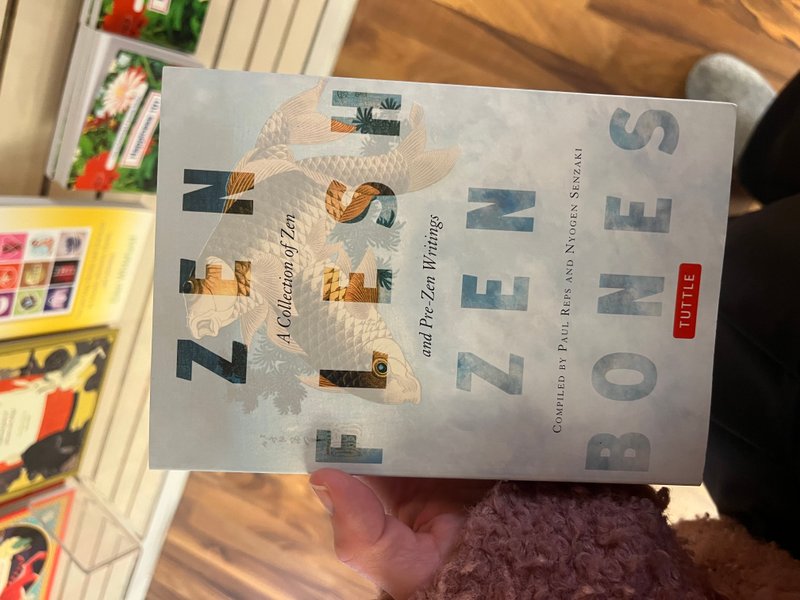 ZEN
A Collection of Zen
FLESH
and Pre-Zen Writings
ZEN
COMPILED BY PAUL REPS AND NYOGEN SENZAKI
BONES
TUTTLE